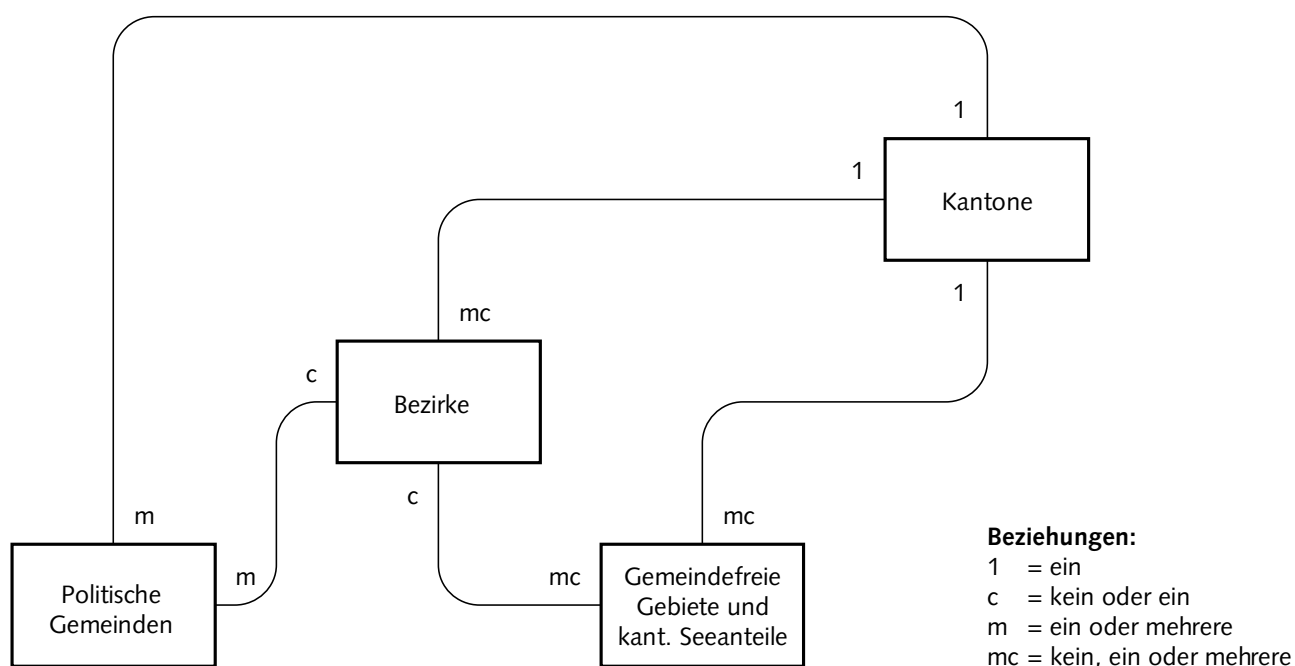 1
1
Kantone
1
mc
c
Bezirke
c
m
mc
m
mc
Politische
Gemeinden
Gemeindefreie
Gebiete und
kant. Seeanteile
Beziehungen:
1 = ein
c = kein oder ein
m = ein oder mehrere
mc = kein, ein oder mehrere